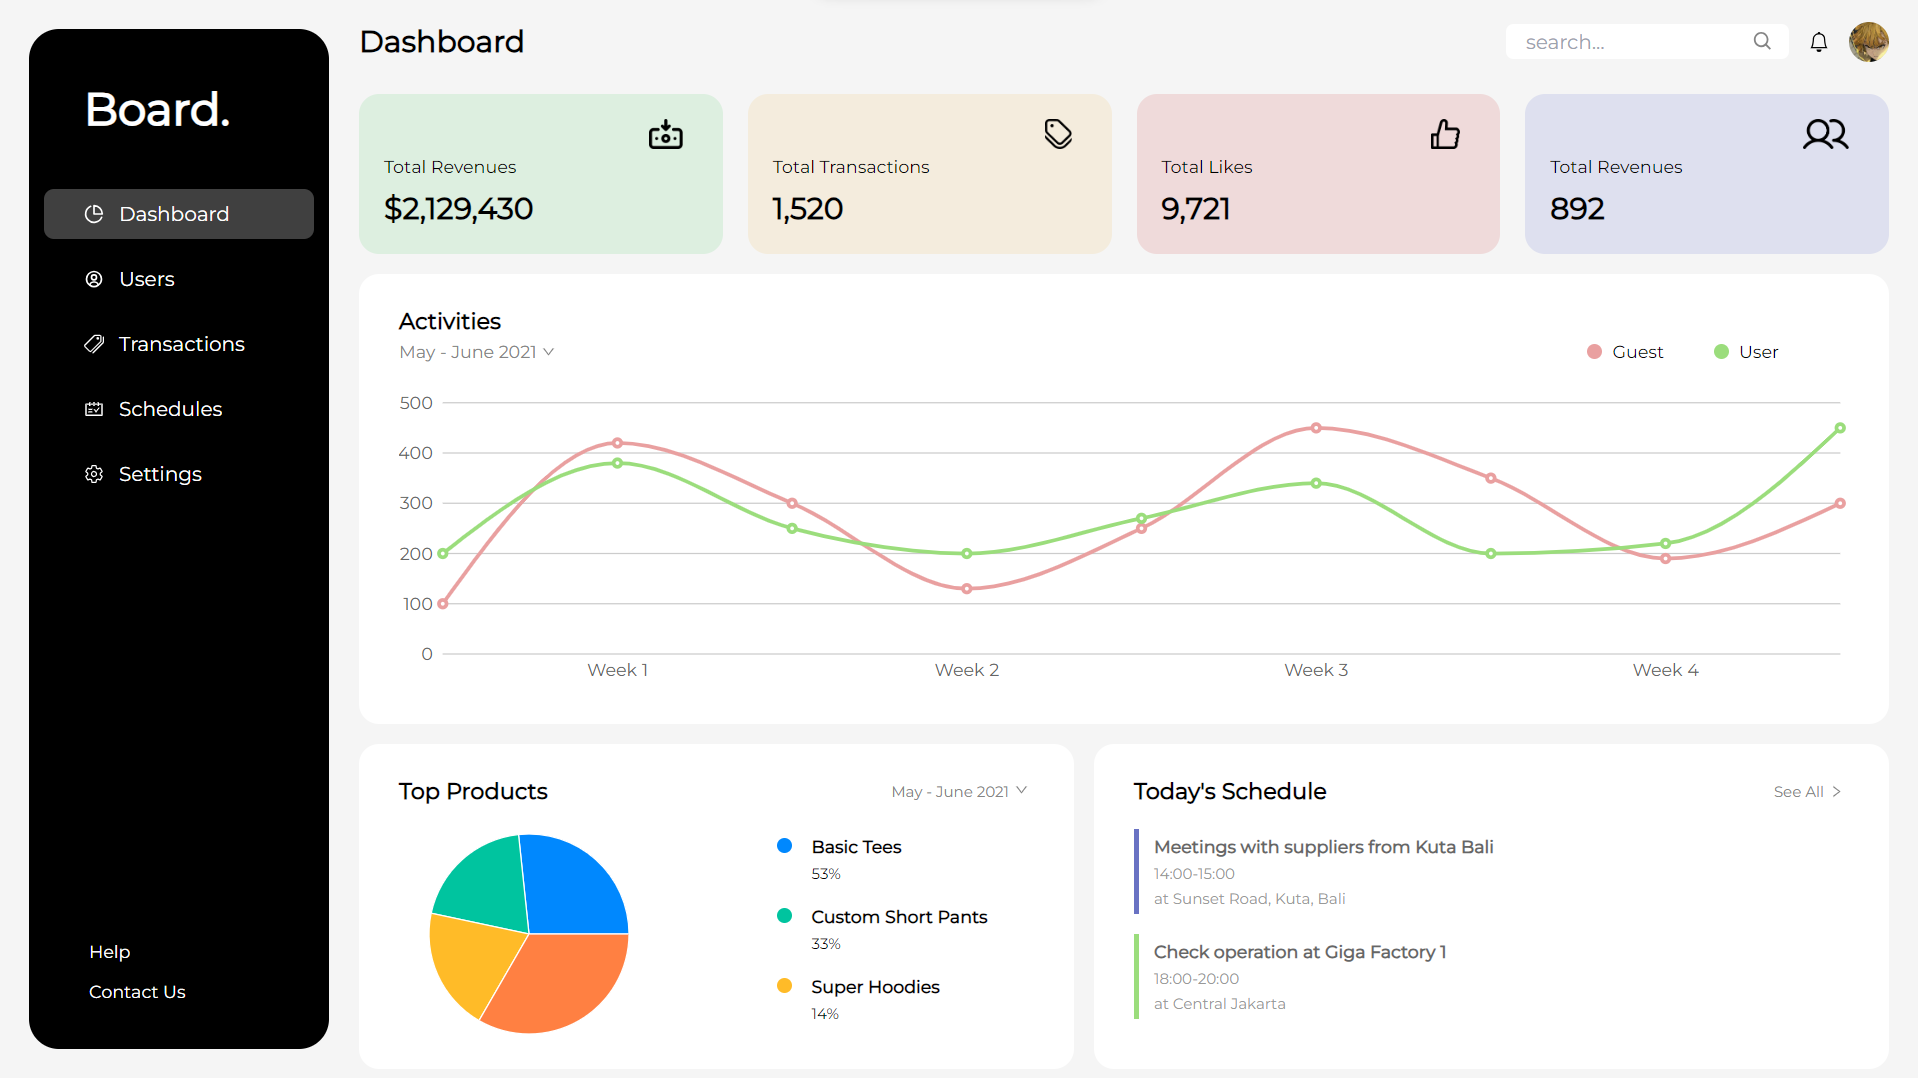 Board.
Dashboard
Users
Transactions
Schedules
Settings
Help
Contact Us
Dashboard
search...
Total Revenues
$2,129,430
Total Transactions
1,520
Total Likes
9,721
Total Revenues
892
Activities
May - June 2021
Guest
User
500
400
300
200
100
0
Week 1
Week 2
Week 3
Week 4
Top Products
May - June 2021
Basic Tees
53%
Custom Short Pants
33%
Super Hoodies
14%
Today's Schedule
See All
Meetings with suppliers from Kuta Bali
14:00-15:00
at Sunset Road, Kuta, Bali
Check operation at Giga Factory 1
18:00-20:00
at Central Jakarta